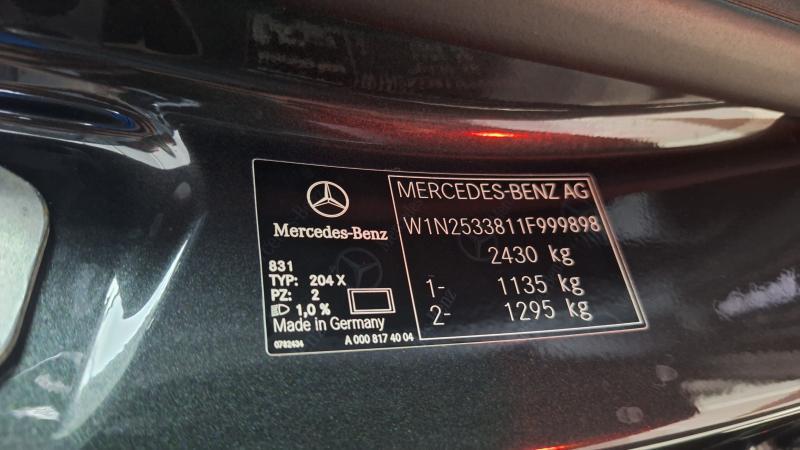 Mercedes-Benz
831
TYP: 204 X
PZ: 2
1,0 %
Made in Germany
0782434
A 000 817 40 04
MERCEDES-BENZ AG
W1N2533811F999898
2430 kg
1- 1135 kg
2- 1295 kg